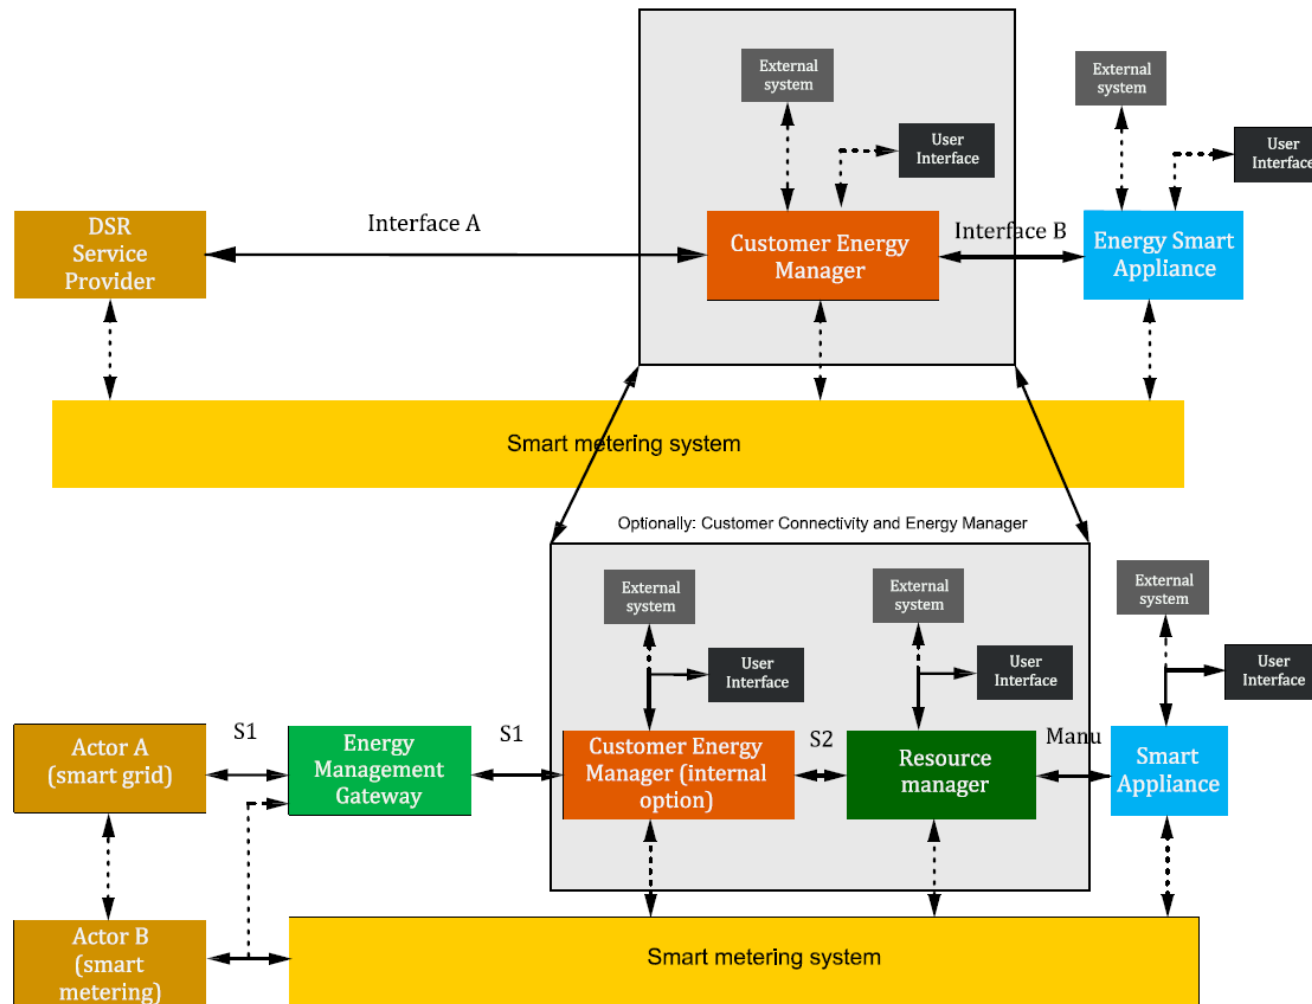 External
system
External
system
User
Interface
User
Interface
DSR
Service
Provider
Interface A
Customer Energy
Manager
Interface B
Energy Smart
Appliance
Smart metering system
Optionally: Customer Connectivity and Energy Manager
External
system
External
system
External
system
User
Interface
User
Interface
User
Interface
Actor A
(smart grid)
S1
Energy
Management
Gateway
S1
Customer Energy
Manager (internal
option)
S2
Resource
manager
Manu
Smart
Appliance
Actor B
(smart
metering)
Smart metering system